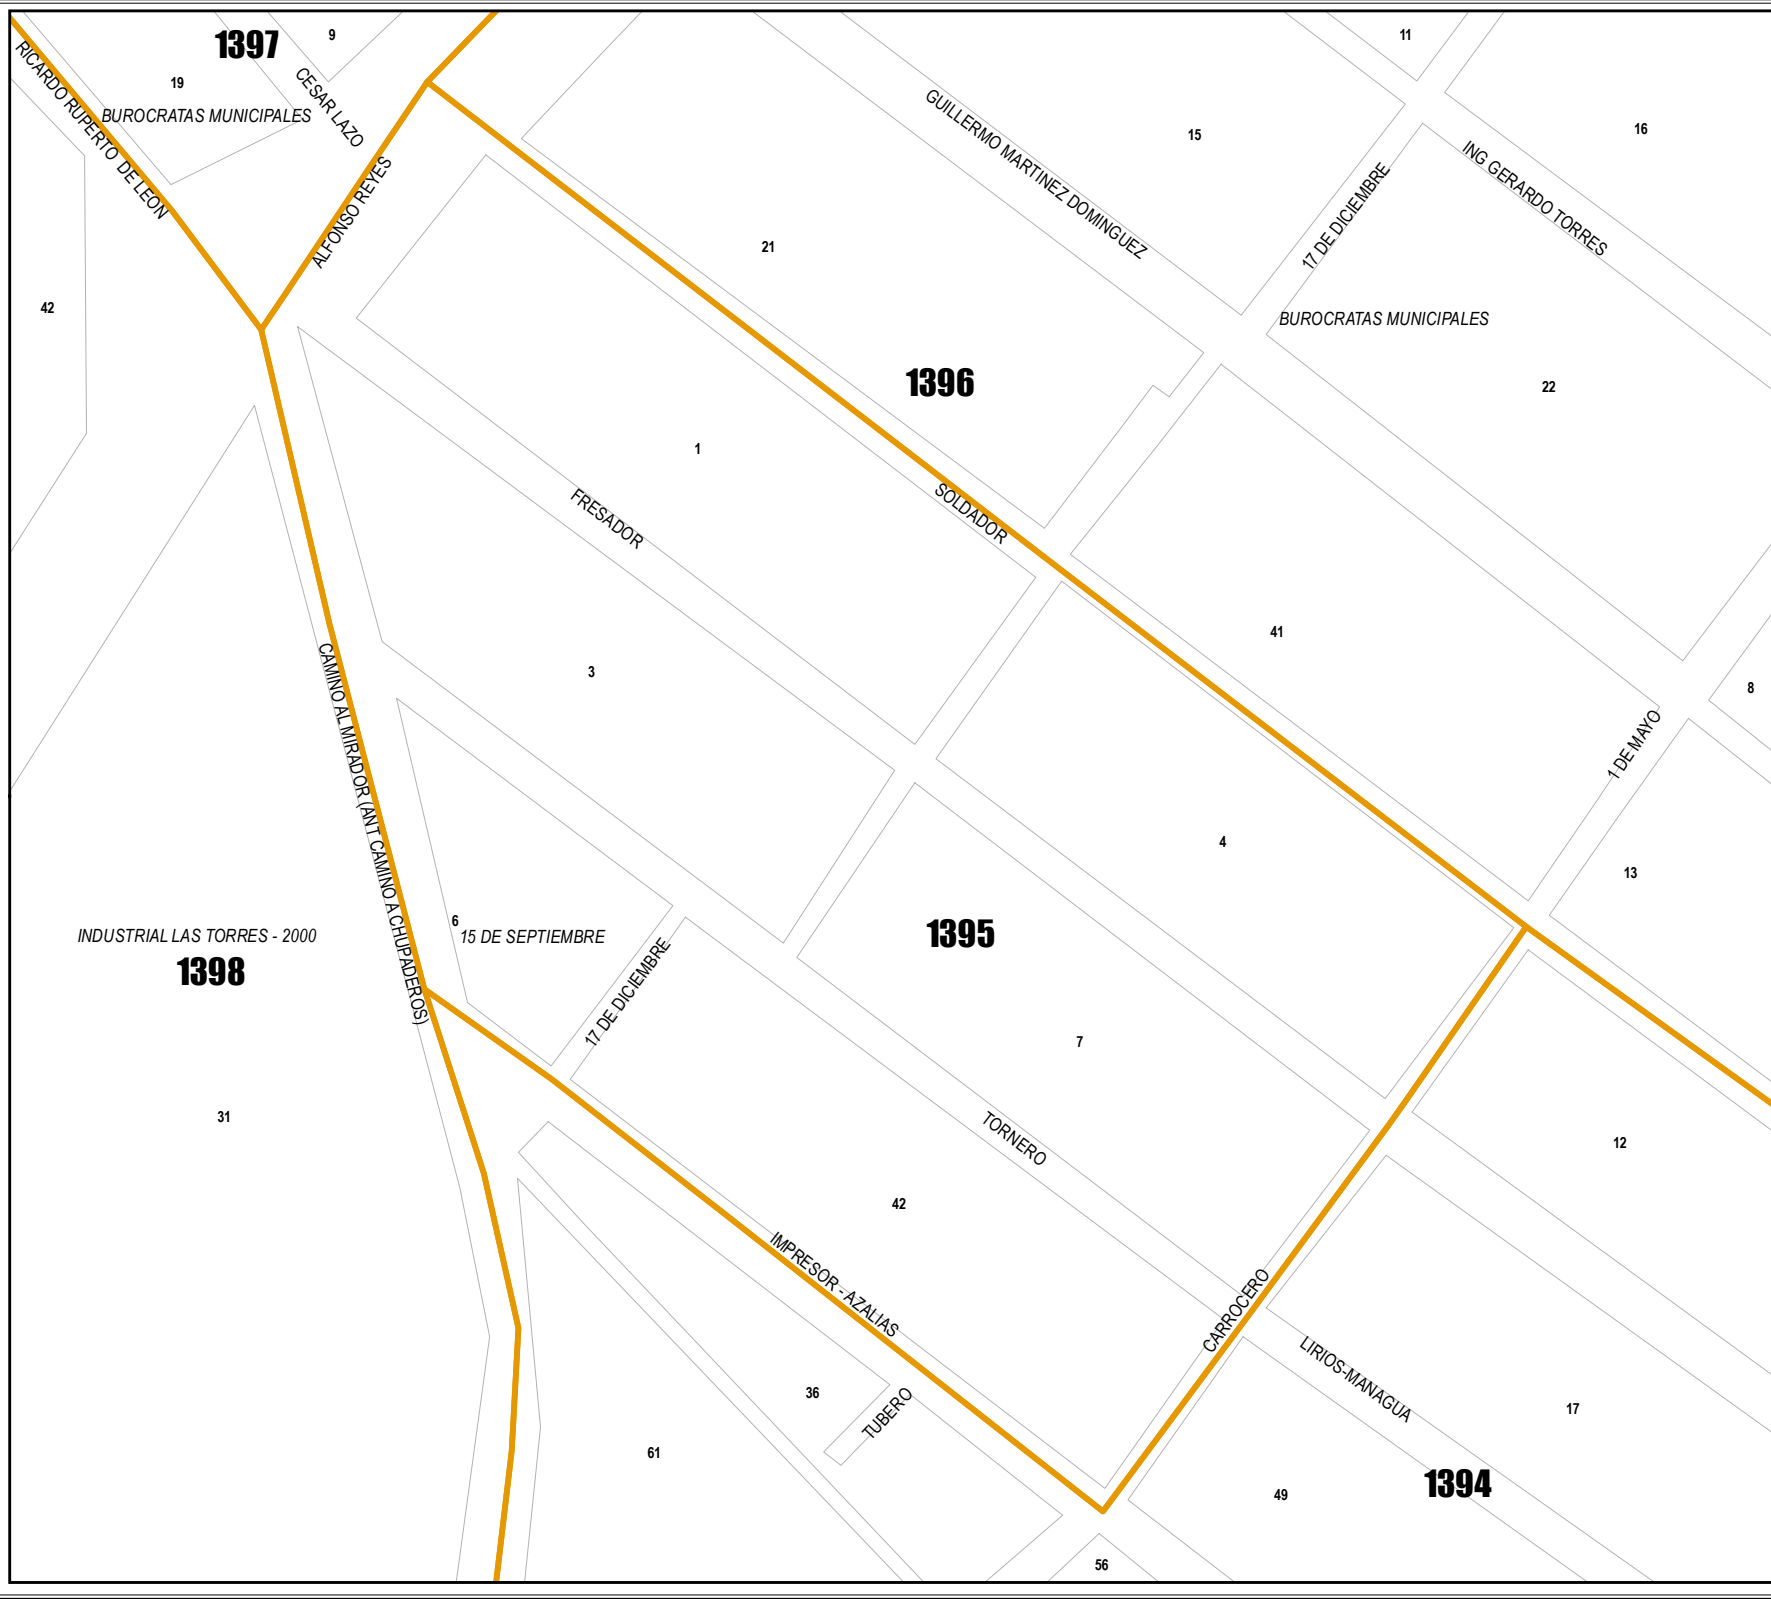 1397
9
11
RICARDO RUPERTO DE LEON
19
CESAR LAZO
BUROCRATAS MUNICIPALES
GUILLERMO MARTINEZ DOMINGUEZ
15
16
ING GERARDO TORRES
17 DE DICIEMBRE
ALFONSO REYES
21
42
BUROCRATAS MUNICIPALES
1396
22
1
SOLDADOR
FRESADOR
41
3
8
1 DE MAYO
CAMINO AL MIRADOR (ANT CAMINO A CHUPADEROS)
4
13
6
15 DE SEPTIEMBRE
1395
INDUSTRIAL LAS TORRES - 2000
1398
17 DE DICIEMBRE
7
31
TORNERO
12
42
IMPRESOR - AZALIAS
CARROCERO
LIRIOS-MANAGUA
36
TUBERO
17
61
1394
49
56